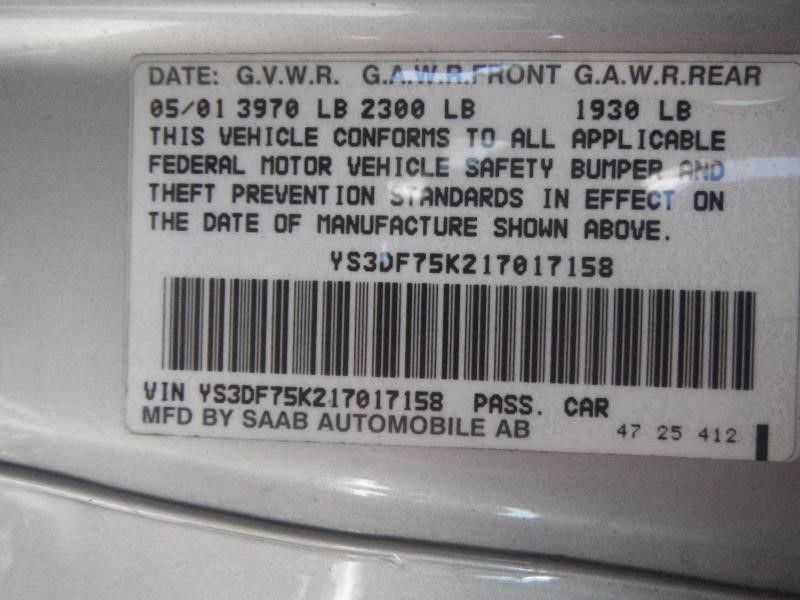 DATE: G.V.W.R. G.A.W.R.FRONT G.A.W.R.REAR
05/01 3970 LB 2300 LB 1930 LB
THIS VEHICLE CONFORMS TO ALL APPLICABLE
FEDERAL MOTOR VEHICLE SAFETY BUMPER AND
THEFT PREVENTION STANDARDS IN EFFECT ON
THE DATE OF MANUFACTURE SHOWN ABOVE.
YS3DF75K217017158
VIN YS3DF75K217017158 PASS. CAR
MFD BY SAAB AUTOMOBILE AB 47 25 412